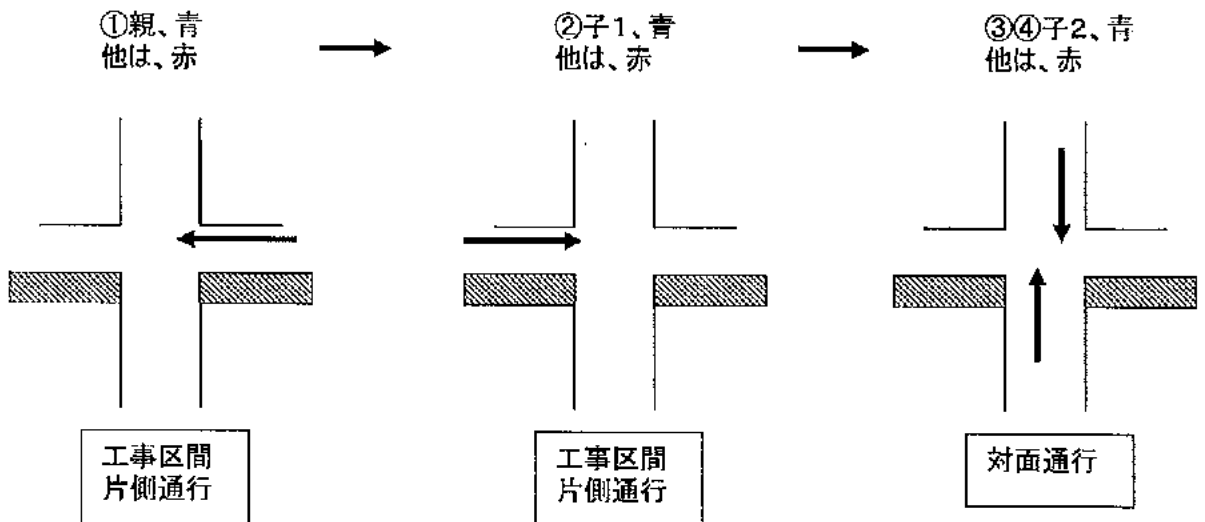 ①親、青
他は、赤
②子1、青
他は、赤
③④子2、青
他は、赤
工事区間
片側通行
工事区間
片側通行
対面通行